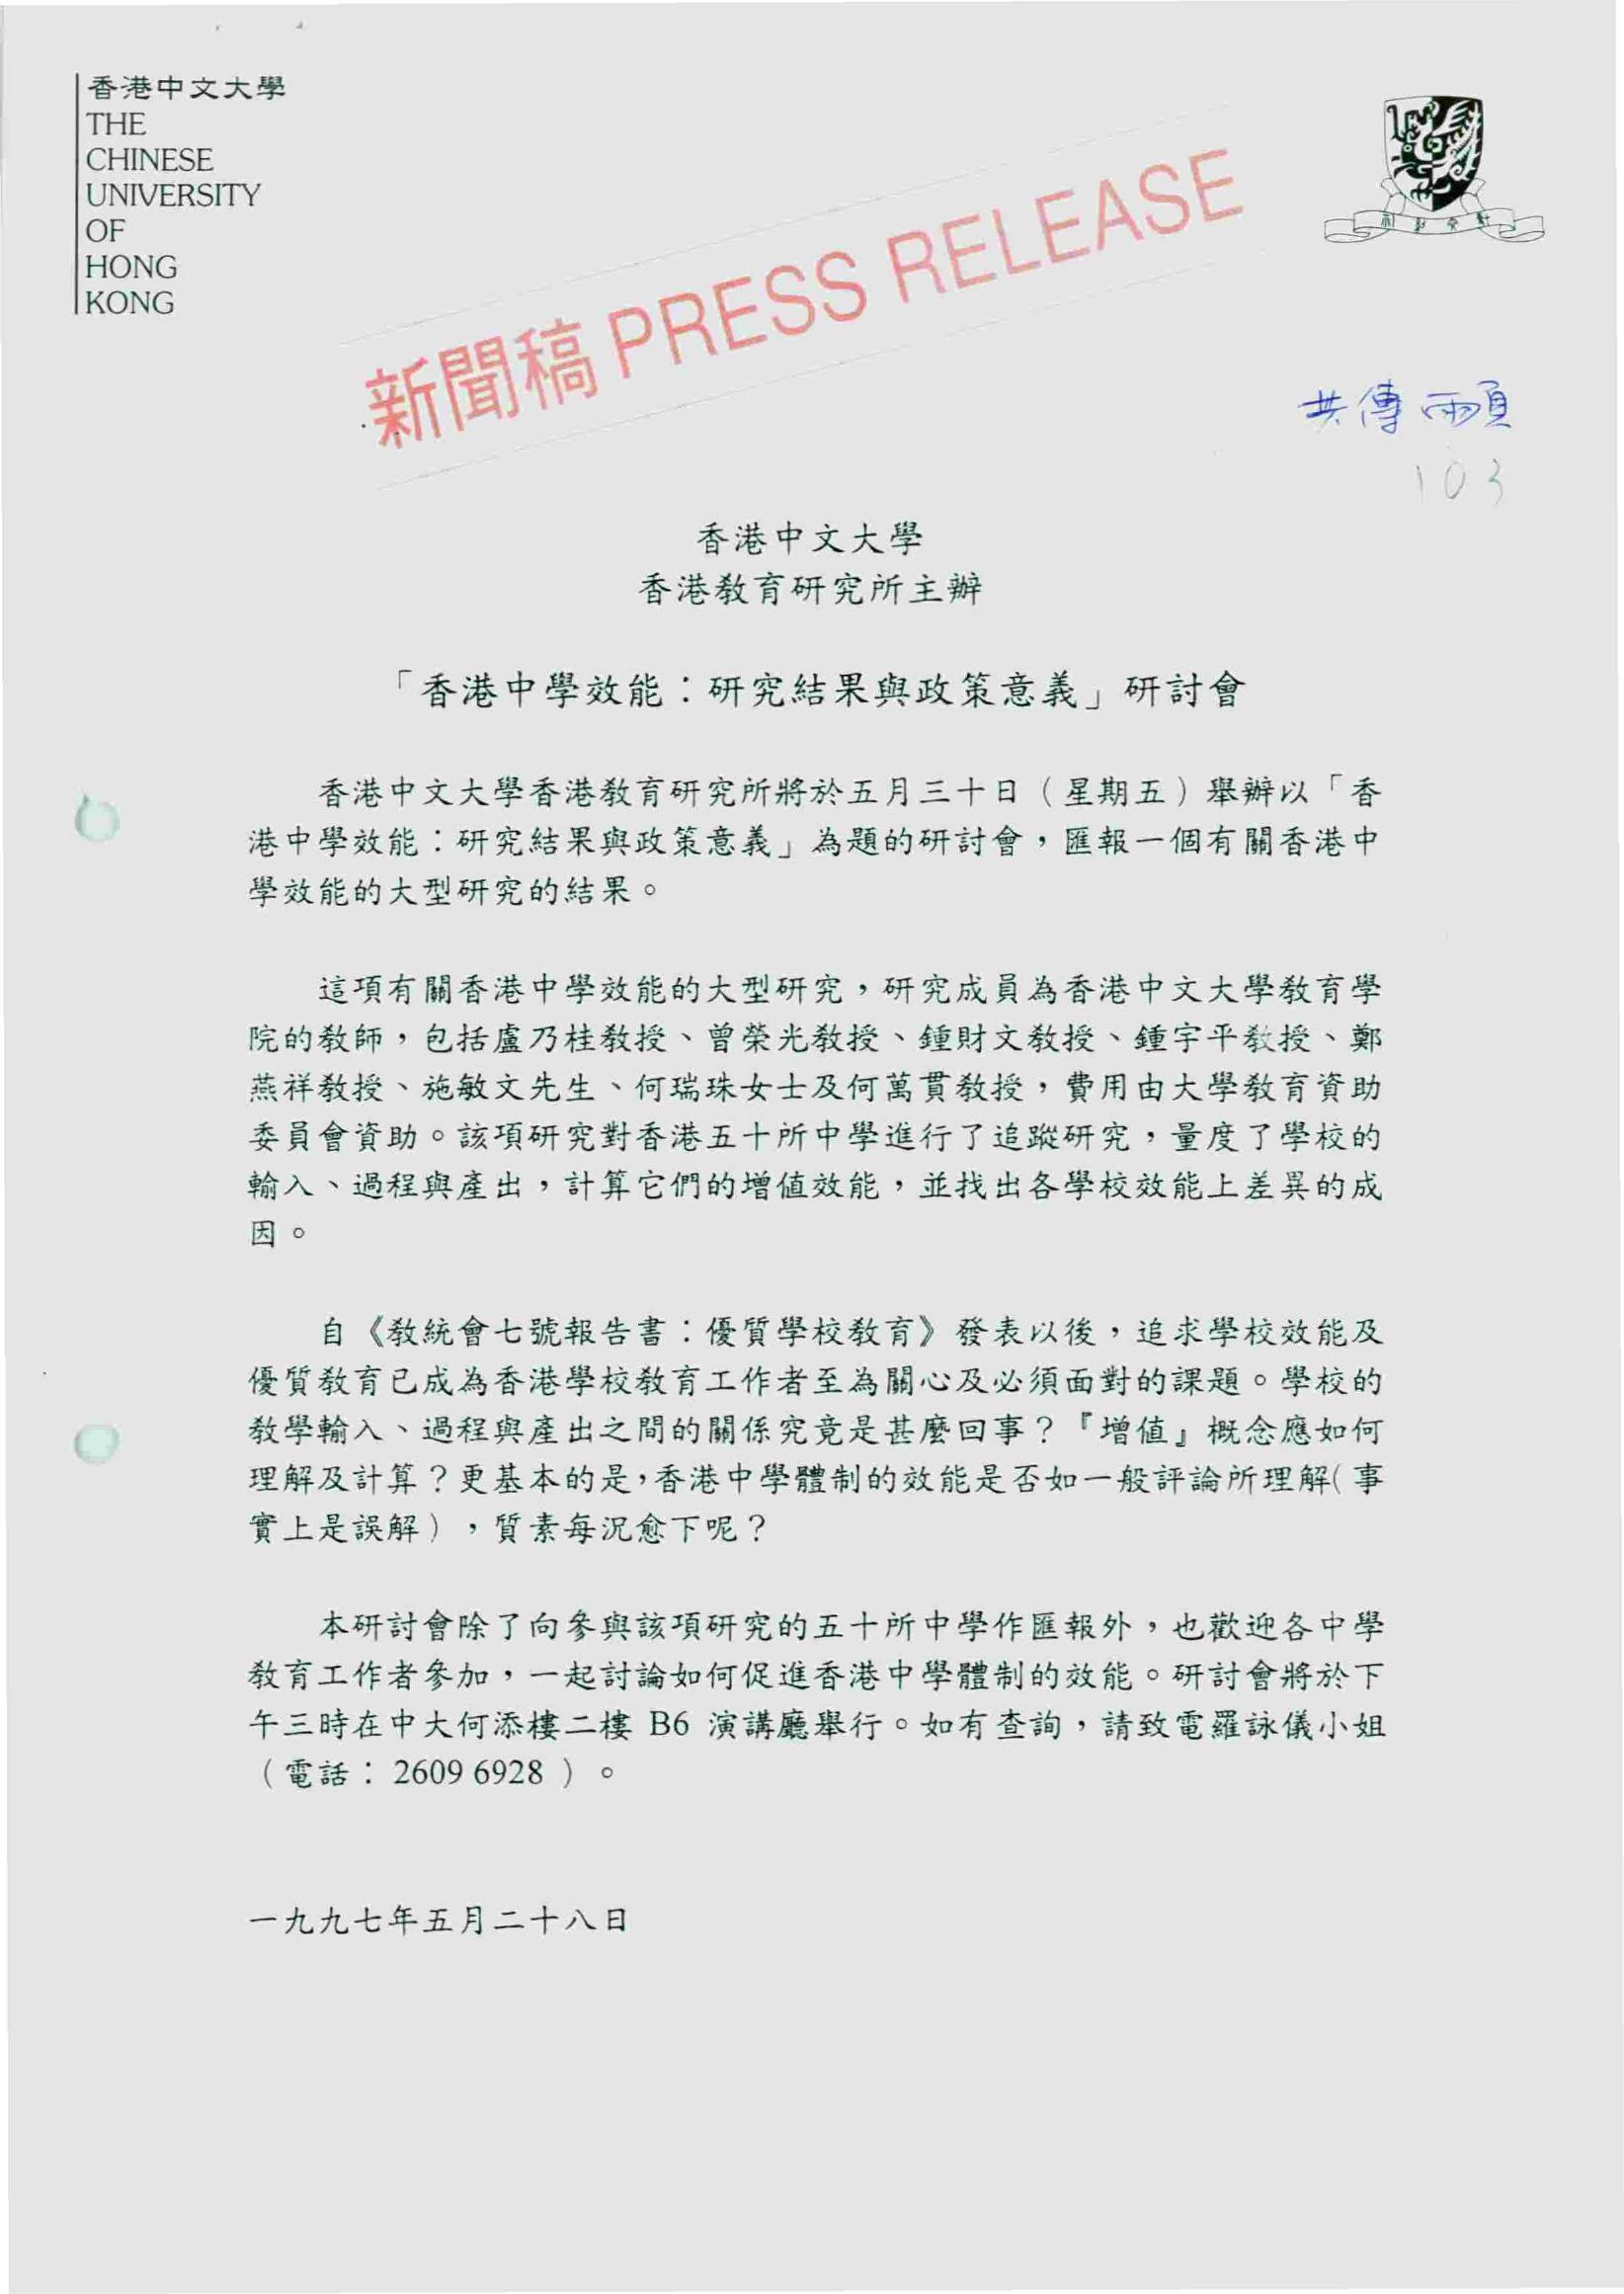 香港中文大學
THE
CHINESE
UNIVERSITY
OF
HONG
KONG
新聞稿 PRESS RELEASE
共傳兩頁
103
香港中文大學
香港教育研究所主辦
「香港中學效能：研究結果與政策意義」研討會
香港中文大學香港教育研究所將於五月三十日（星期五）舉辦以「香
港中學效能：研究結果與政策意義」為題的研討會，匯報一個有關香港中
學效能的大型研究的結果。
這項有關香港中學效能的大型研究，研究成員為香港中文大學教育學
院的教師，包括盧乃桂教授、曾榮光教授、鍾財文教授、鍾宇平教授、鄭
燕祥教授、施敏文先生、何瑞珠女士及何萬貫教授，費用由大學教育資助
委員會資助。該項研究對香港五十所中學進行了追蹤研究，量度了學校的
輸入、過程與產出，計算它們的增值效能，並找出各學校效能上差異的成
因。
自《教統會七號報告書：優質學校教育》發表以後，追求學校效能及
優質教育已成為香港學校教育工作者至為關心及必須面對的課題。學校的
教學輸入、過程與產出之間的關係究竟是甚麼回事？『增值』概念應如何
理解及計算？更基本的是，香港中學體制的效能是否如一般評論所理解（事
實上是誤解），質素每況愈下呢？
本研討會除了向參與該項研究的五十所中學作匯報外，也歡迎各中學
教育工作者參加，一起討論如何促進香港中學體制的效能。研討會將於下
午三時在中大何添樓二樓 B6 演講廳舉行。如有查詢，請致電羅詠儀小姐
（電話：2609 6928）。
一九九七年五月二十八日